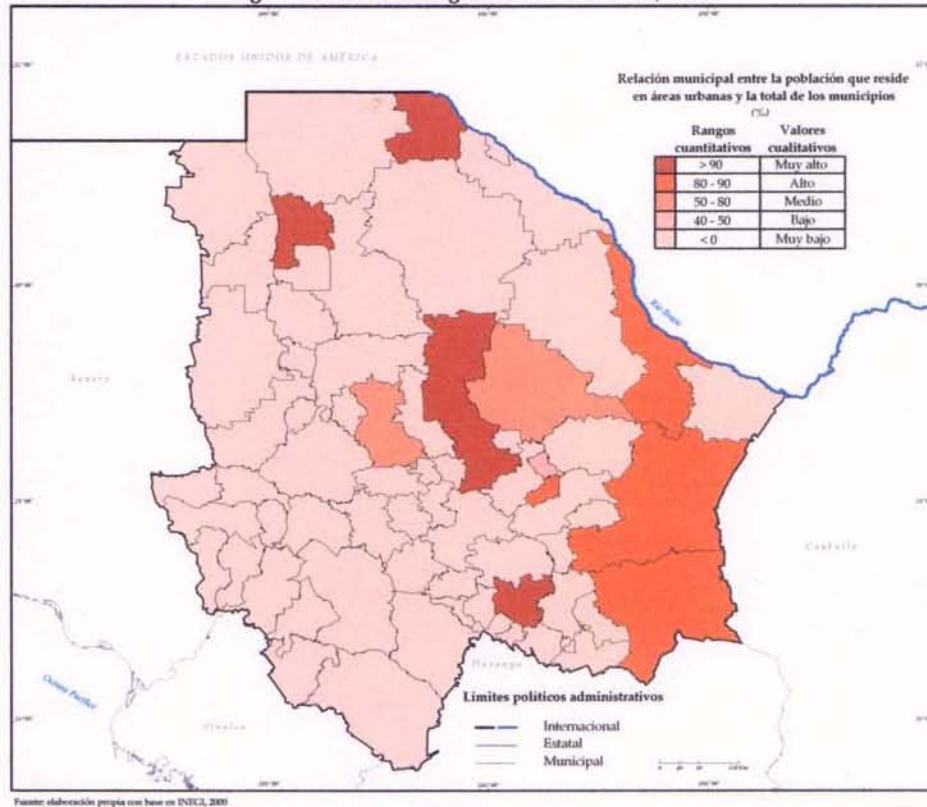 ESTADOS UNIDOS DE AMÉRICA
Relación municipal entre la población que reside
en áreas urbanas y la total de los municipios
(%)
Rangos cuantitativos Valores cualitativos
> 90 Muy alto
80 - 90 Alto
50 - 80 Medio
40 - 50 Bajo
< 0 Muy bajo
Río Bravo
Sonora
Coahuila
Durango
Océano Pacífico
Sinaloa
Límites políticos administrativos
Internacional
Estatal
Municipal
Fuente: elaboración propia con base en INEGI, 2000